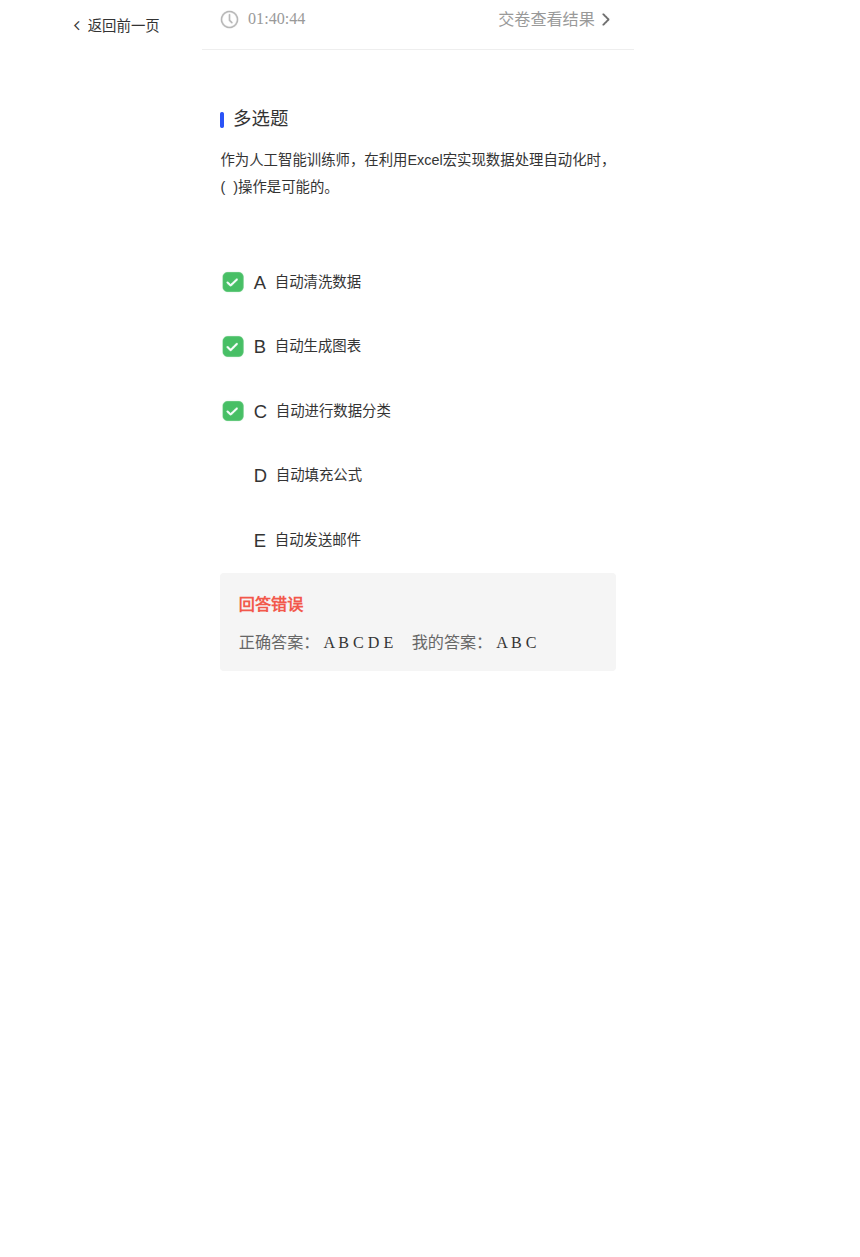 返回前一页
01:40:44 交卷查看结果
多选题
作为人工智能训练师，在利用Excel宏实现数据处理自动化时，
( )操作是可能的。
A 自动清洗数据
B 自动生成图表
C 自动进行数据分类
D 自动填充公式
E 自动发送邮件
回答错误
正确答案： A B C D E 我的答案： A B C